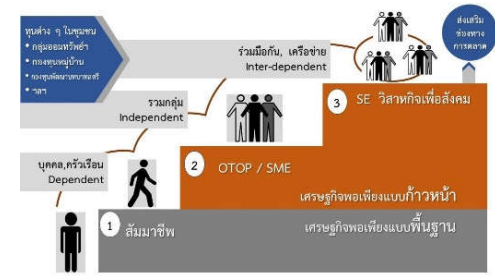 ทุนต่าง ๆ ในชุมชน
• กลุ่มออมทรัพย์ฯ
• กองทุนหมู่บ้าน
• กองทุนพัฒนาบทบาทสตรี
• ฯลฯ
ส่งเสริม
ช่องทาง
การตลาด
ร่วมมือกัน, เครือข่าย
Inter-dependent
รวมกลุ่ม
Independent
บุคคล,ครัวเรือน
Dependent
3 SE วิสาหกิจเพื่อสังคม
2 OTOP / SME
เศรษฐกิจพอเพียงแบบก้าวหน้า
1 สัมมาชีพ
เศรษฐกิจพอเพียงแบบพื้นฐาน